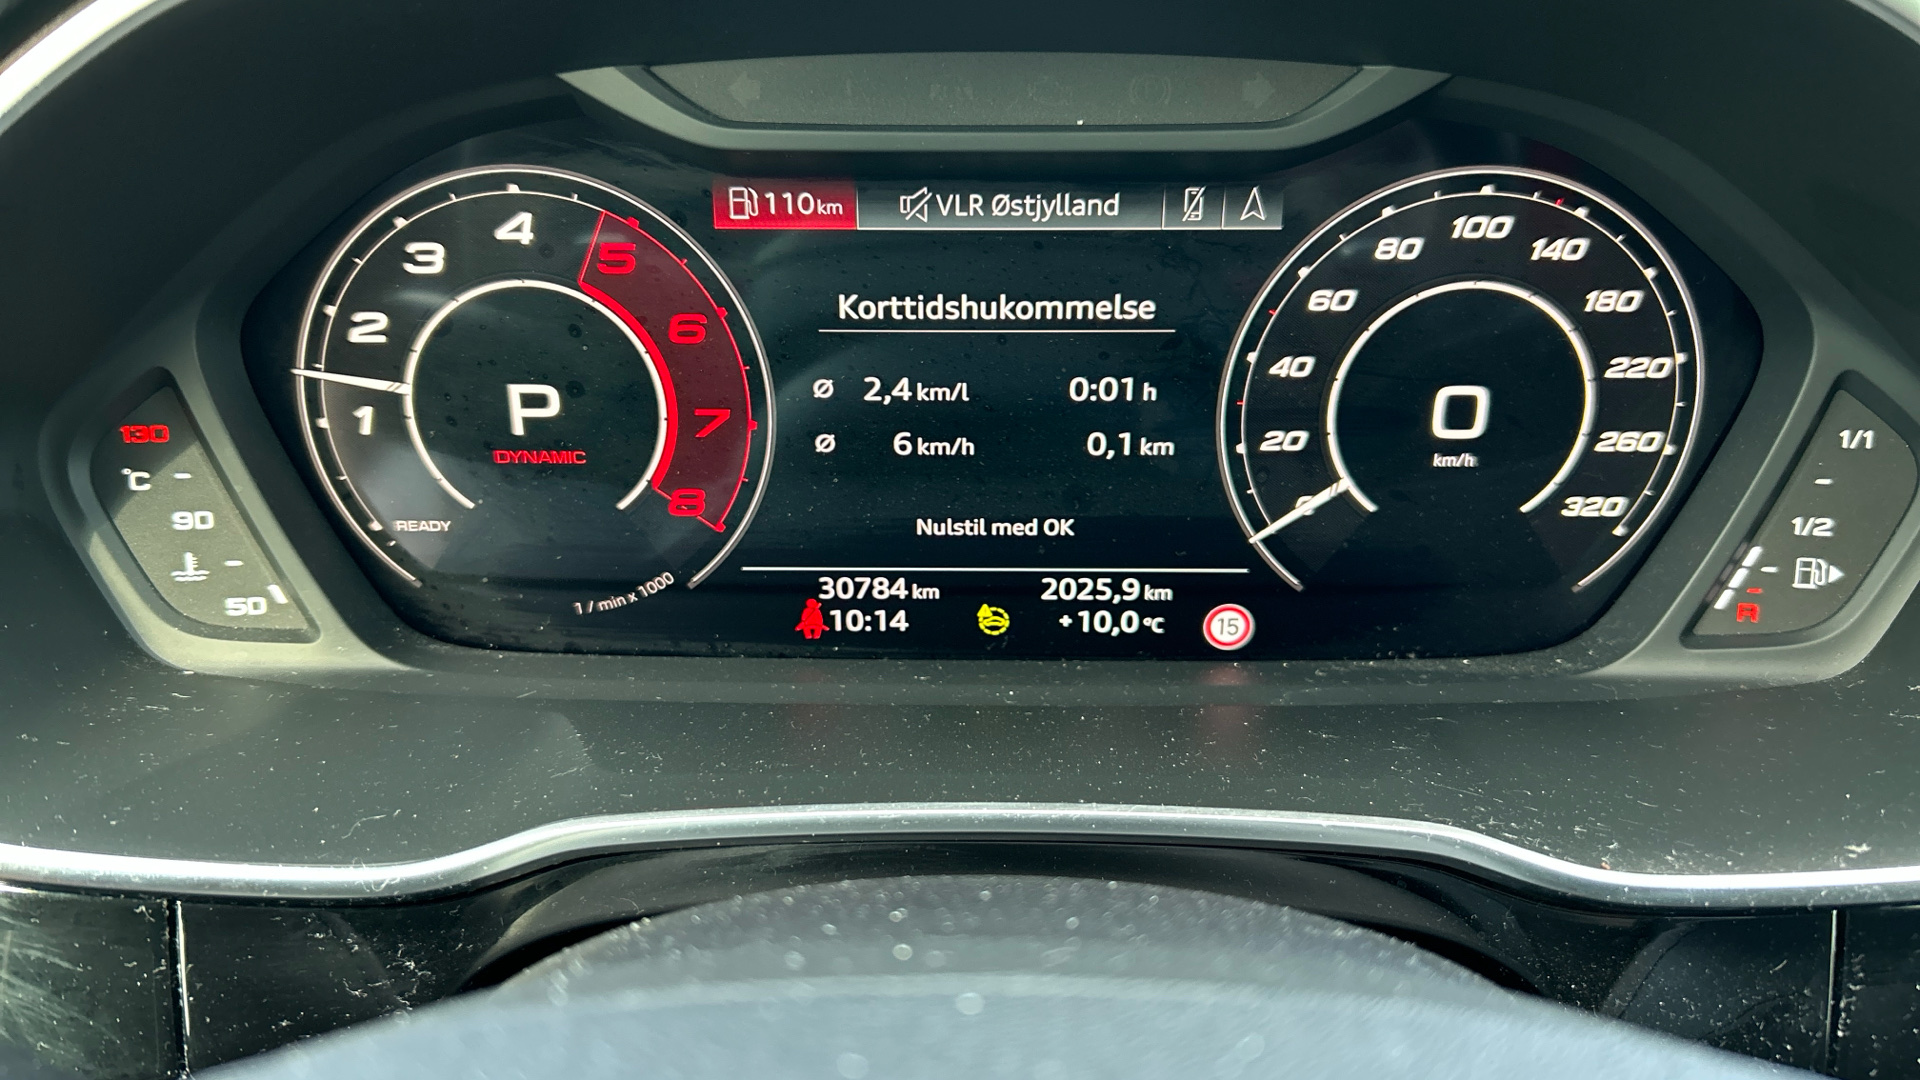 110 km VLR Østjylland
1 2 3 4 5 6 7 8
P
DYNAMIC
READY
1 / min x 1000
Korttidshukommelse
Ø 2,4 km/l 0:01 h
Ø 6 km/h 0,1 km
Nulstil med OK
30784 km 2025,9 km
10:14 +10,0 °C 15
0 20 40 60 80 100 140 180 220 260 320
0
km/h
130
°C
90
50
1/1
1/2
R